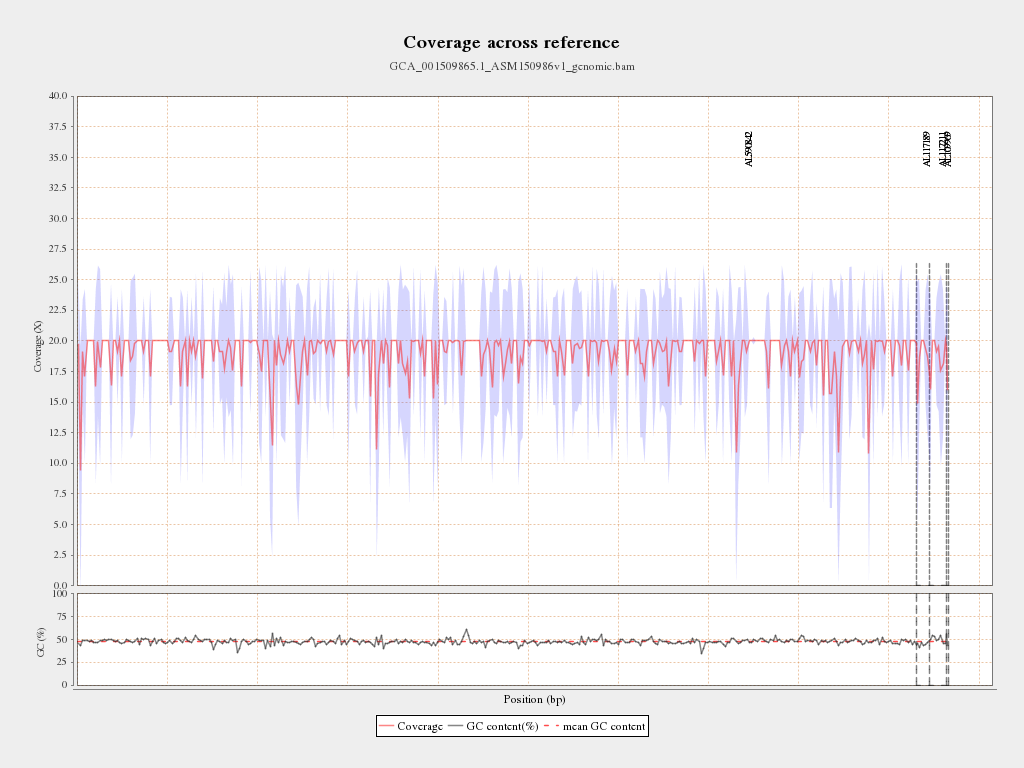 Coverage across reference
GCA_001509865.1_ASM150986v1_genomic.bam
40.0
37.5
35.0
32.5
30.0
27.5
25.0
22.5
20.0
17.5
15.0
12.5
10.0
7.5
5.0
2.5
0.0
Coverage (X)
AL590842
AL117189
AL117211
AL109969
100
75
50
25
0
GC (%)
Position (bp)
Coverage GC content(%) mean GC content